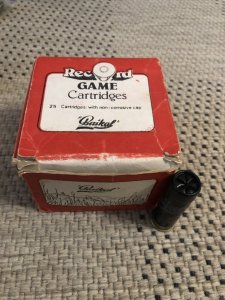 Record
GAME
Cartridges
25 Cartridges with non-corrosive cap
"Baikal"
Baikal